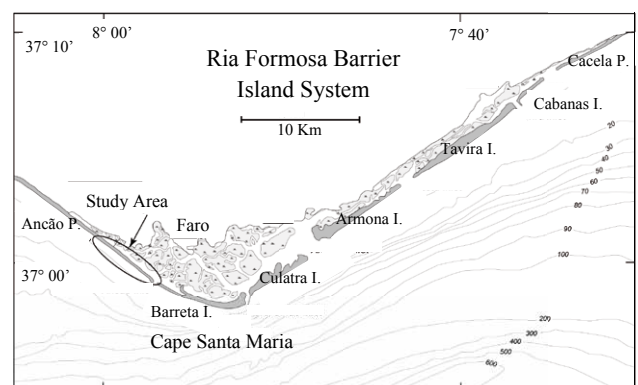 8° 00’
7° 40’
37° 10’
Ria Formosa Barrier
Island System
10 Km
Cacela P.
Cabanas I.
Tavira I.
20
30
40
50
60
70
80
90
100
Study Area
Ancão P.
Faro
Armona I.
37° 00’
Culatra I.
Barreta I.
Cape Santa Maria
200
300
400
500
600